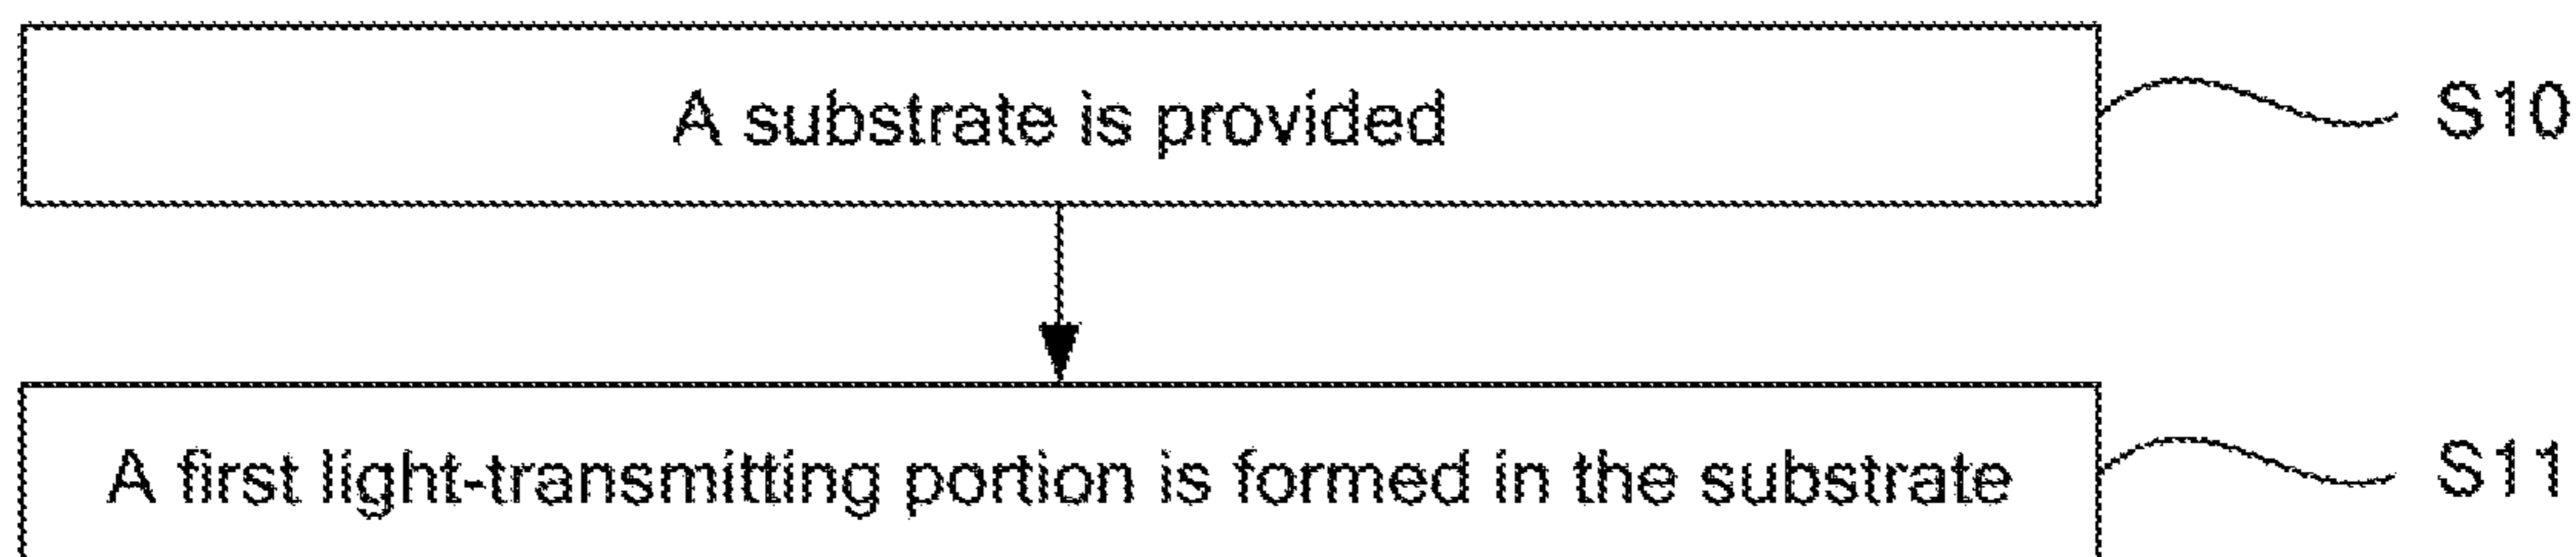 A substrate is provided S10
A first light-transmitting portion is formed in the substrate S11